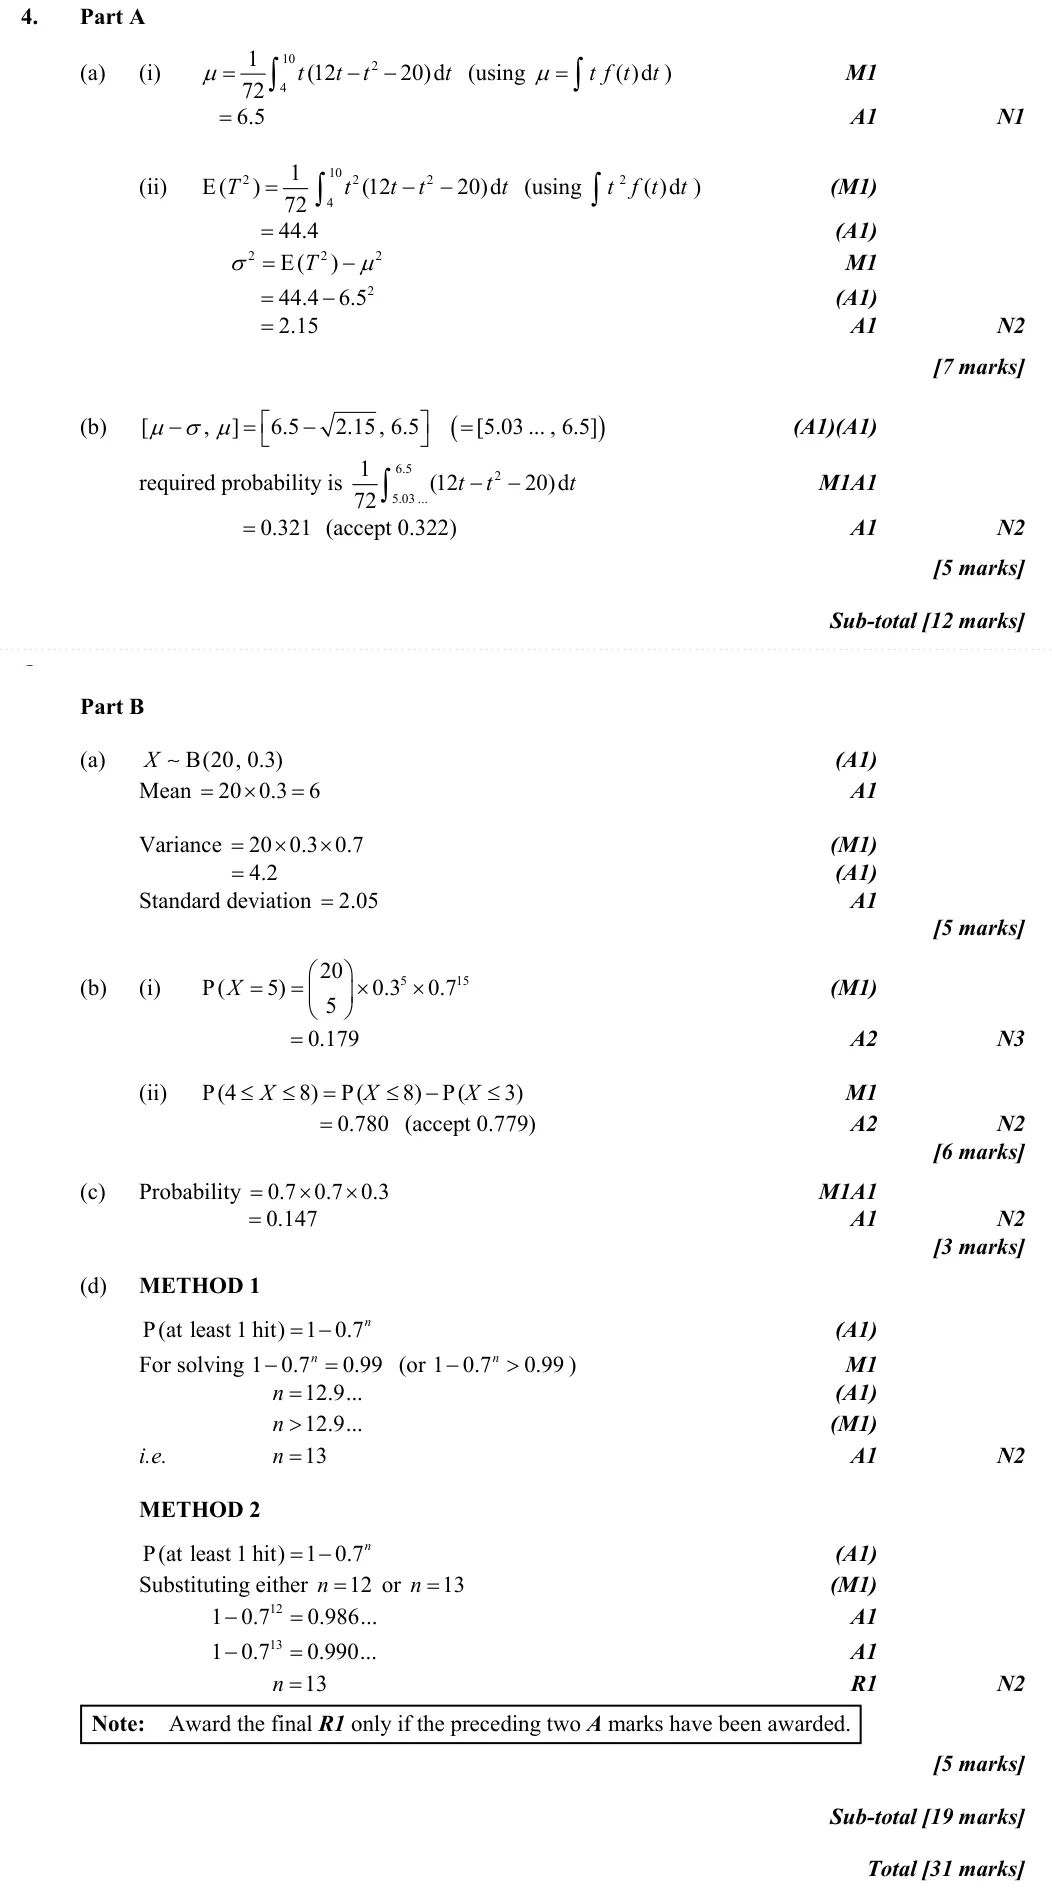 4. Part A
(a) (i) μ = 1/72 ∫₄¹⁰ t(12t − t² − 20)dt (using μ = ∫ t f(t)dt ) M1
= 6.5 A1 N1
(ii) E(T²) = 1/72 ∫₄¹⁰ t²(12t − t² − 20)dt (using ∫ t² f(t)dt ) (M1)
= 44.4 (A1)
σ² = E(T²) − μ² M1
= 44.4 − 6.5² (A1)
= 2.15 A1 N2
[7 marks]
(b) [μ − σ, μ] = [6.5 − √2.15, 6.5] (= [5.03 ... , 6.5]) (A1)(A1)
required probability is 1/72 ∫_{5.03 ...}^{6.5} (12t − t² − 20)dt M1A1
= 0.321 (accept 0.322) A1 N2
[5 marks]
Sub-total [12 marks]
Part B
(a) X ~ B(20, 0.3) (A1)
Mean = 20 × 0.3 = 6 A1
Variance = 20 × 0.3 × 0.7 (M1)
= 4.2 (A1)
Standard deviation = 2.05 A1
[5 marks]
(b) (i) P(X = 5) = (20 5) × 0.3⁵ × 0.7¹⁵ (M1)
= 0.179 A2 N3
(ii) P(4 ≤ X ≤ 8) = P(X ≤ 8) − P(X ≤ 3) M1
= 0.780 (accept 0.779) A2 N2
[6 marks]
(c) Probability = 0.7 × 0.7 × 0.3 M1A1
= 0.147 A1 N2
[3 marks]
(d) METHOD 1
P(at least 1 hit) = 1 − 0.7ⁿ (A1)
For solving 1 − 0.7ⁿ = 0.99 (or 1 − 0.7ⁿ > 0.99 ) M1
n = 12.9... (A1)
n > 12.9... (M1)
i.e. n = 13 A1 N2
METHOD 2
P(at least 1 hit) = 1 − 0.7ⁿ (A1)
Substituting either n = 12 or n = 13 (M1)
1 − 0.7¹² = 0.986... A1
1 − 0.7¹³ = 0.990... A1
n = 13 R1 N2
Note: Award the final R1 only if the preceding two A marks have been awarded.
[5 marks]
Sub-total [19 marks]
Total [31 marks]